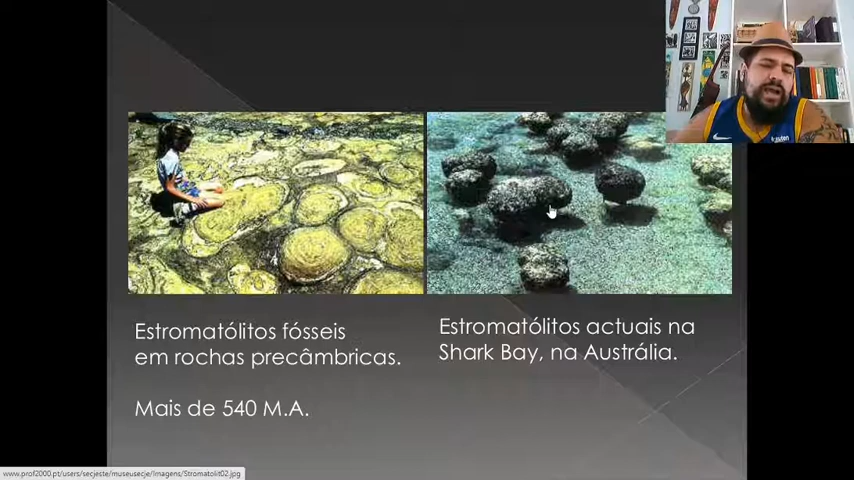 Estromatólitos fósseis
em rochas precâmbricas.
Mais de 540 M.A.
Estromatólitos actuais na
Shark Bay, na Austrália.
www.prof2000.pt/users/secjeste/museusecje/Imagens/Stromatolit02.jpg